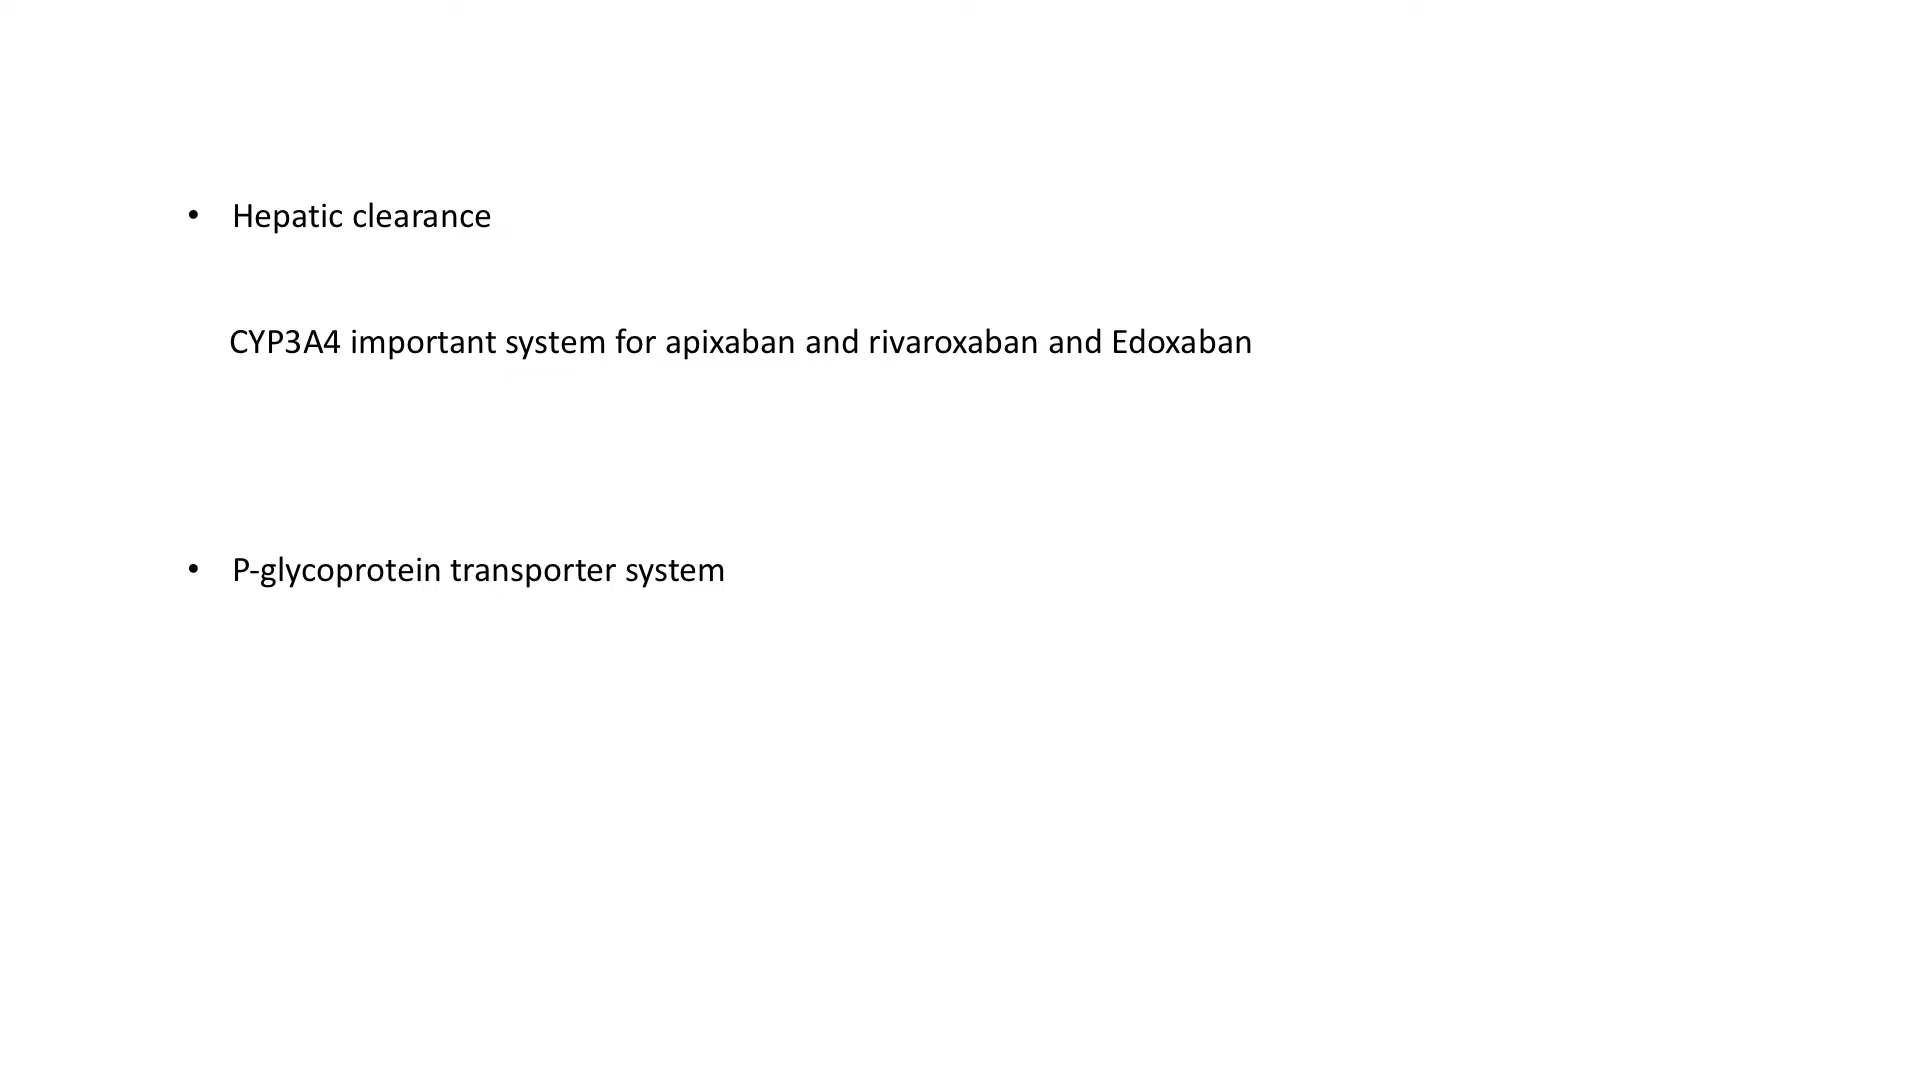 • Hepatic clearance
CYP3A4 important system for apixaban and rivaroxaban and Edoxaban
• P-glycoprotein transporter system